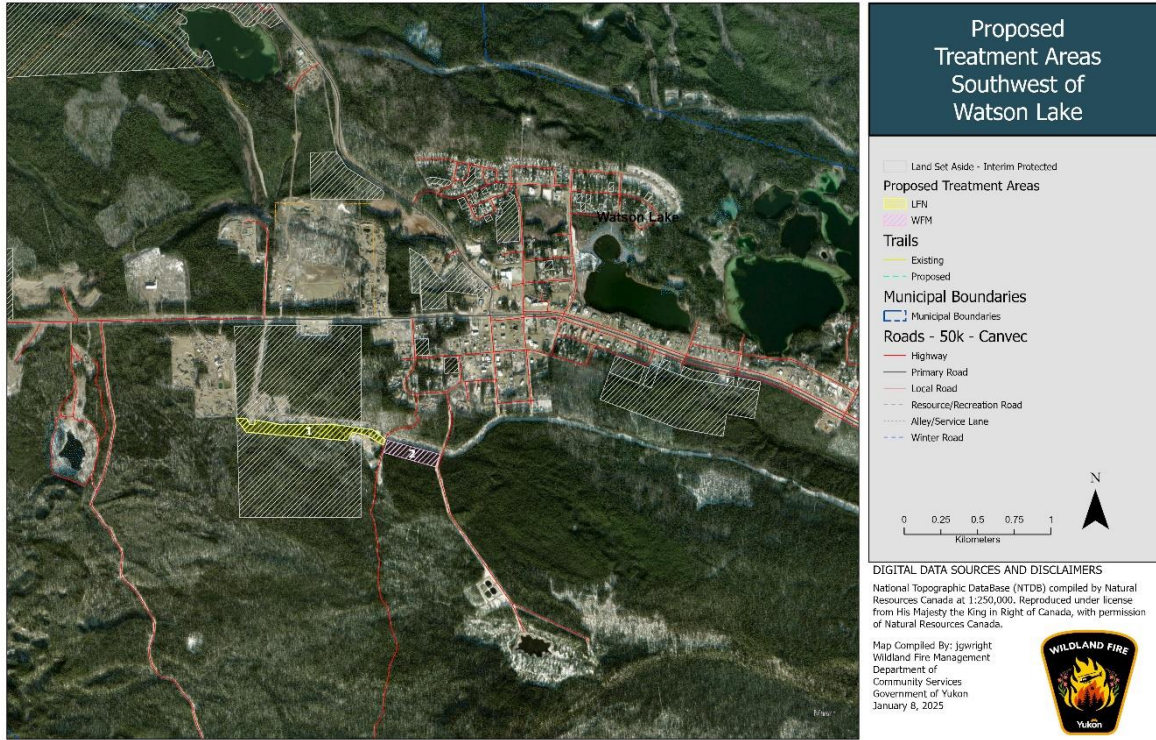 Proposed
Treatment Areas
Southwest of
Watson Lake
Land Set Aside - Interim Protected
Proposed Treatment Areas
LFN
WFM
Trails
Existing
Proposed
Municipal Boundaries
Municipal Boundaries
Roads - 50k - Canvec
Highway
Primary Road
Local Road
Resource/Recreation Road
Alley/Service Lane
Winter Road
N
0 0.25 0.5 0.75 1
Kilometers
DIGITAL DATA SOURCES AND DISCLAIMERS
National Topographic DataBase (NTDB) compiled by Natural
Resources Canada at 1:250,000. Reproduced under license
from His Majesty the King in Right of Canada, with permission
of Natural Resources Canada.
Map Compiled By: jgwright
Wildland Fire Management
Department of
Community Services
Government of Yukon
January 8, 2025
WILDLAND FIRE
Yukon
Watson Lake
1
2